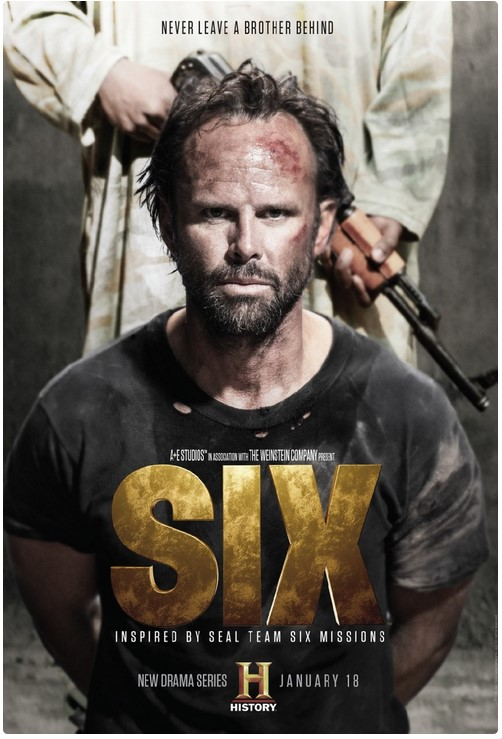 NEVER LEAVE A BROTHER BEHIND
A+E STUDIOS™ IN ASSOCIATION WITH THE WEINSTEIN COMPANY PRESENT
SIX
INSPIRED BY SEAL TEAM SIX MISSIONS
NEW DRAMA SERIES H JANUARY 18
HISTORY